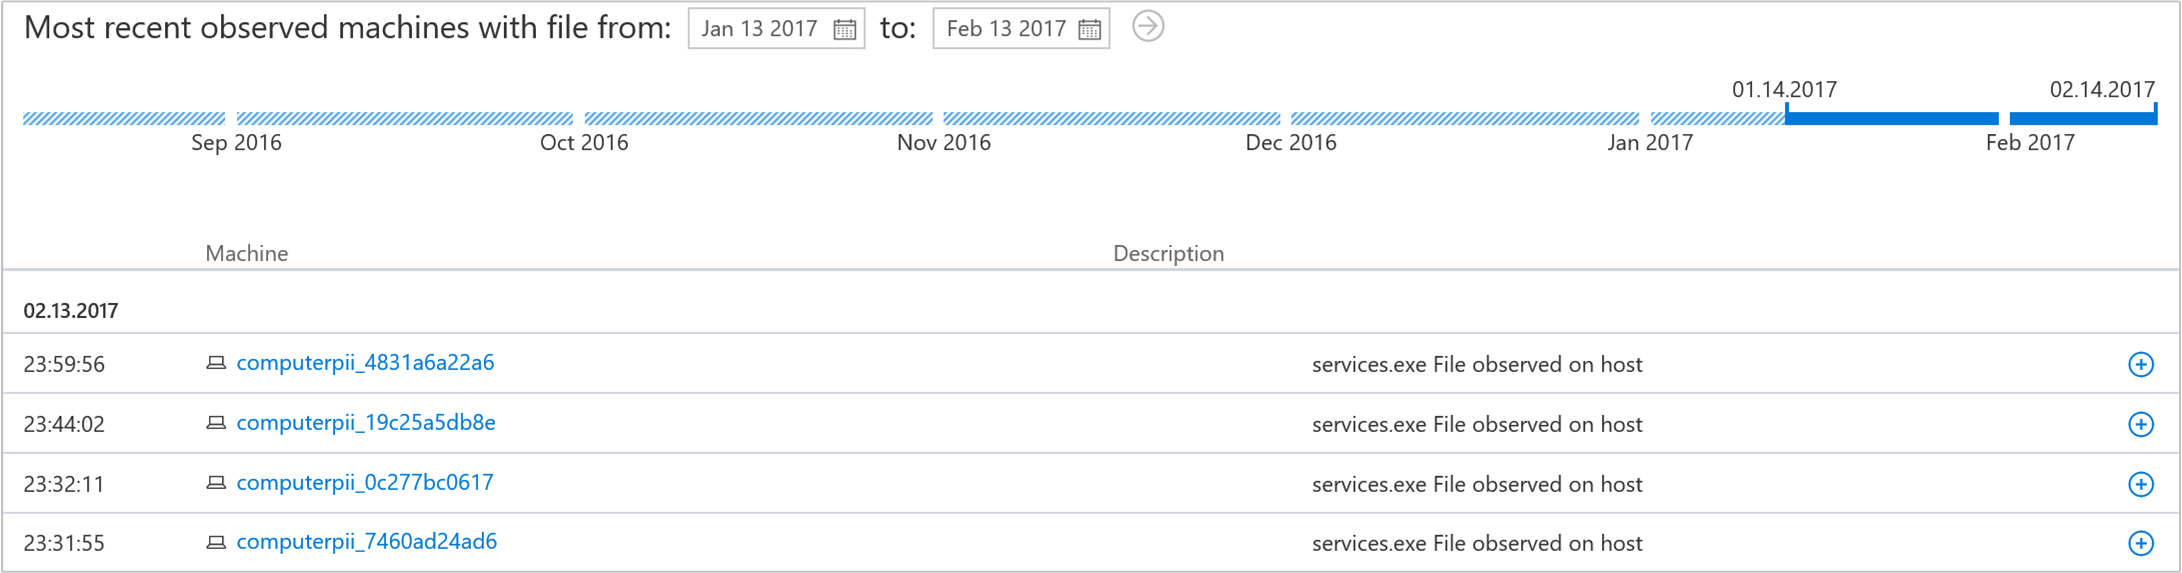 Most recent observed machines with file from: Jan 13 2017 to: Feb 13 2017
01.14.2017 02.14.2017
Sep 2016 Oct 2016 Nov 2016 Dec 2016 Jan 2017 Feb 2017
Machine Description
02.13.2017
23:59:56 computerpii_4831a6a22a6 services.exe File observed on host
23:44:02 computerpii_19c25a5db8e services.exe File observed on host
23:32:11 computerpii_0c277bc0617 services.exe File observed on host
23:31:55 computerpii_7460ad24ad6 services.exe File observed on host